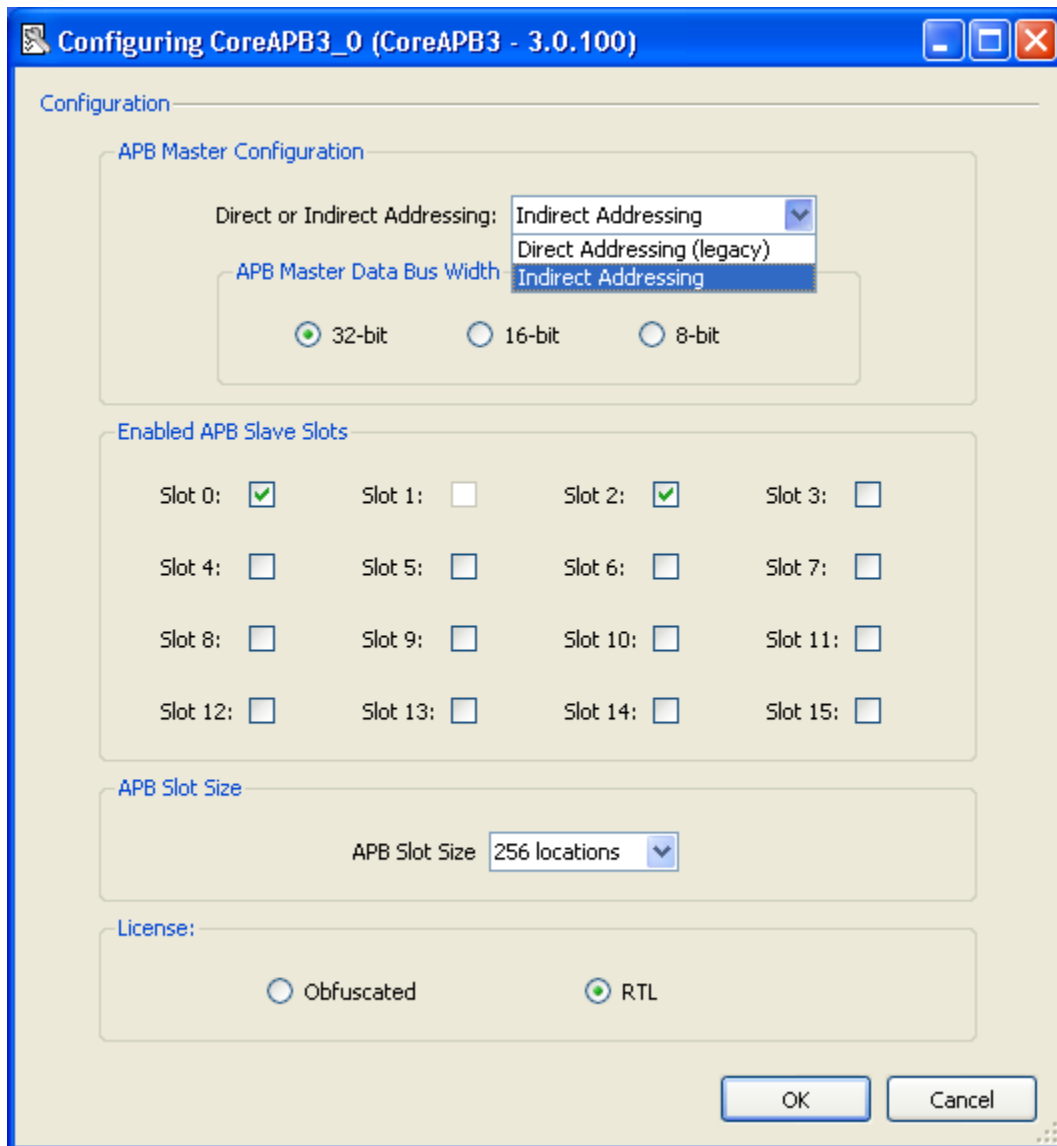 Configuring CoreAPB3_0 (CoreAPB3 - 3.0.100)
Configuration
APB Master Configuration
Direct or Indirect Addressing: Indirect Addressing
Direct Addressing (legacy)
Indirect Addressing
APB Master Data Bus Width
32-bit 16-bit 8-bit
Enabled APB Slave Slots
Slot 0: Slot 1: Slot 2: Slot 3:
Slot 4: Slot 5: Slot 6: Slot 7:
Slot 8: Slot 9: Slot 10: Slot 11:
Slot 12: Slot 13: Slot 14: Slot 15:
APB Slot Size
APB Slot Size 256 locations
License:
Obfuscated RTL
OK Cancel